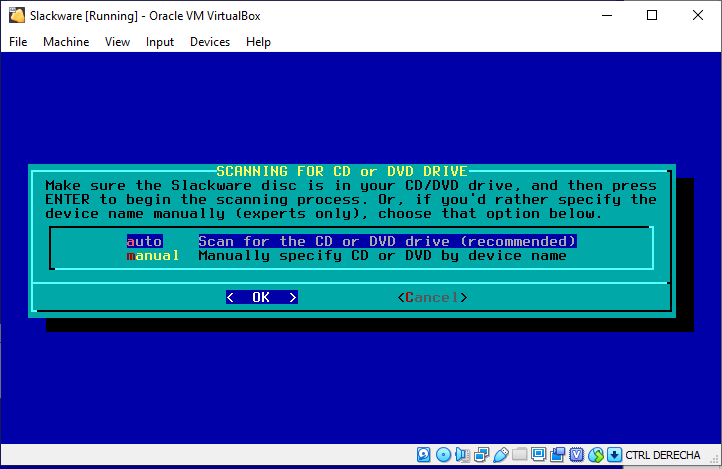 Slackware [Running] - Oracle VM VirtualBox
File Machine View Input Devices Help
SCANNING FOR CD or DVD DRIVE
Make sure the Slackware disc is in your CD/DVD drive, and then press
ENTER to begin the scanning process. Or, if you'd rather specify the
device name manually (experts only), choose that option below.
auto Scan for the CD or DVD drive (recommended)
manual Manually specify CD or DVD by device name
< OK > <Cancel>
CTRL DERECHA